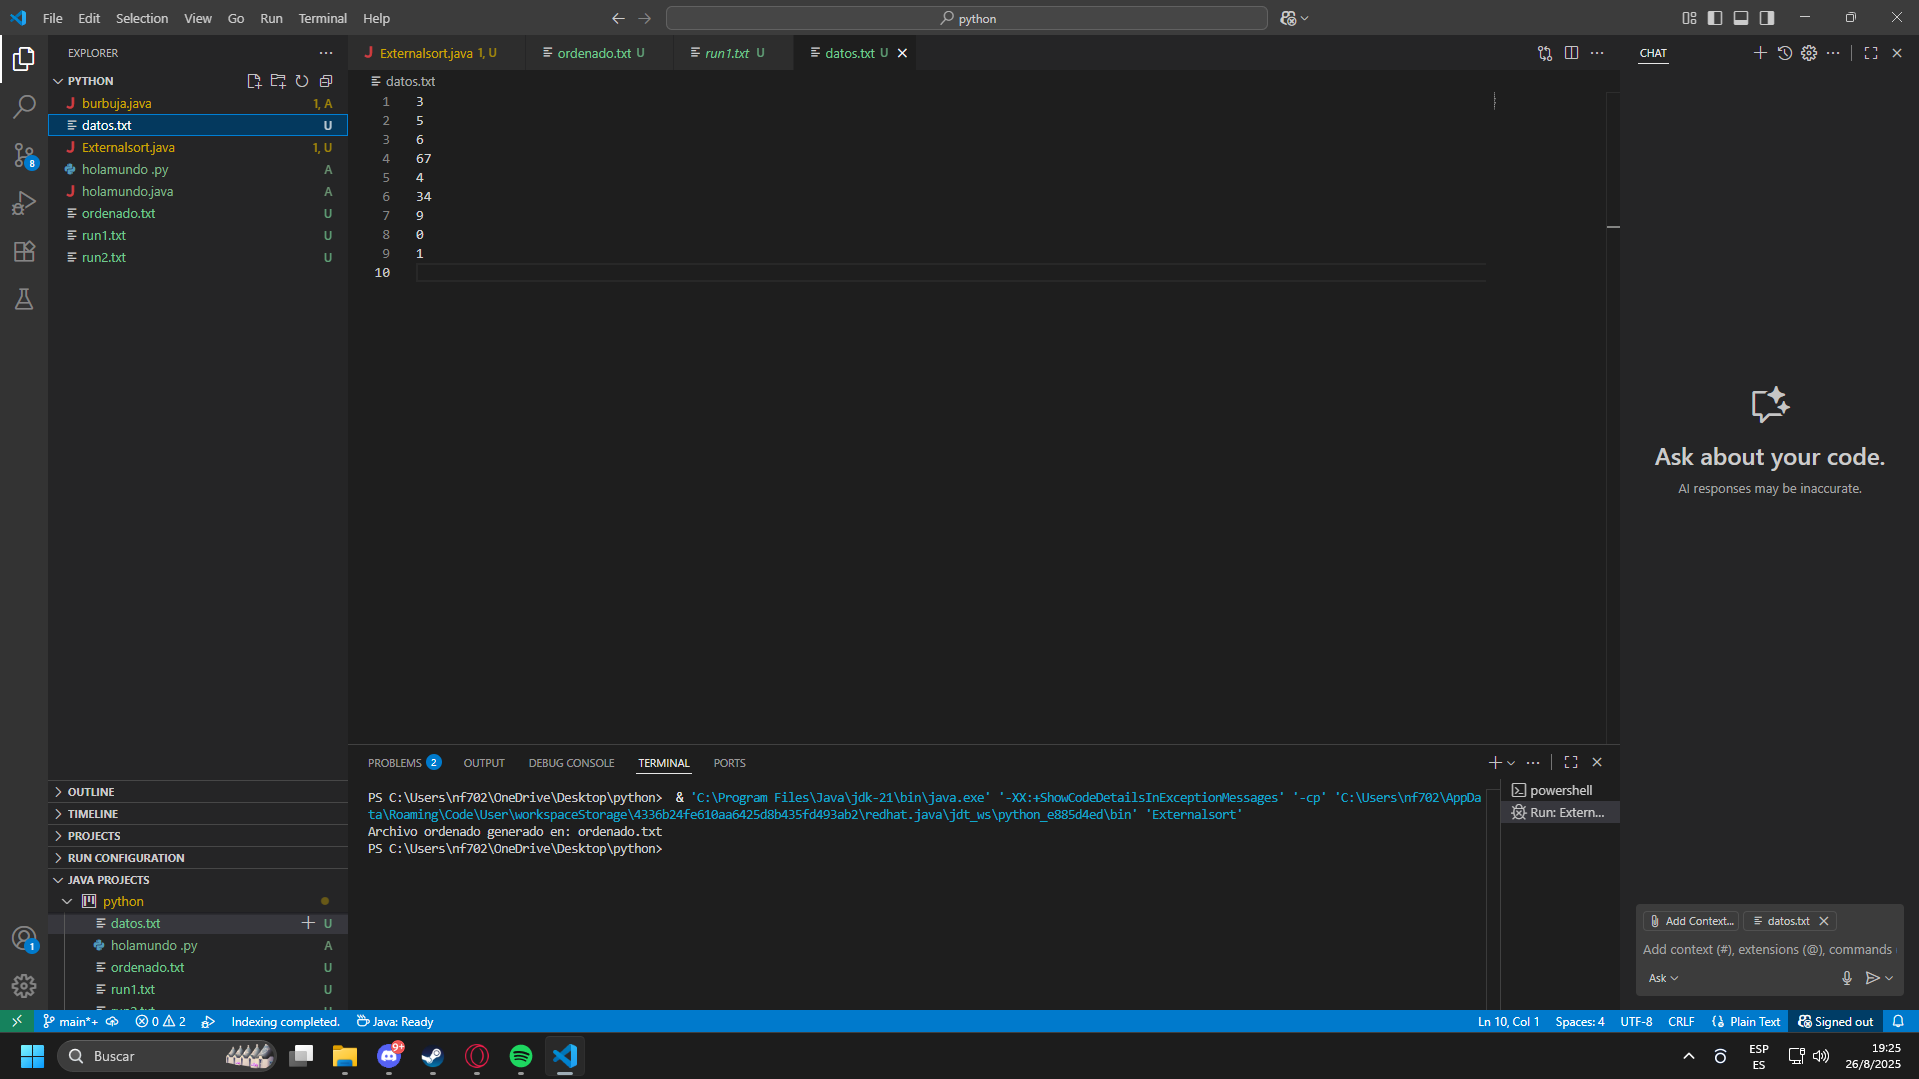 File Edit Selection View Go Run Terminal Help
python
EXPLORER
PYTHON
burbuja.java 1, A
datos.txt U
Externalsort.java 1, U
holamundo .py A
holamundo.java A
ordenado.txt U
run1.txt U
run2.txt U
8
1
OUTLINE
TIMELINE
PROJECTS
RUN CONFIGURATION
JAVA PROJECTS
python
datos.txt U
holamundo .py A
ordenado.txt U
run1.txt U
Externalsort.java 1, U
ordenado.txt U
run1.txt U
datos.txt U
datos.txt
1 3
2 5
3 6
4 67
5 4
6 34
7 9
8 0
9 1
10
PROBLEMS 2 OUTPUT DEBUG CONSOLE TERMINAL PORTS
PS C:\Users\nf702\OneDrive\Desktop\python>  & 'C:\Program Files\Java\jdk-21\bin\java.exe' '-XX:+ShowCodeDetailsInExceptionMessages' '-cp' 'C:\Users\nf702\AppDa
ta\Roaming\Code\User\workspaceStorage\4336b24fe610aa6425d8b435fd493ab2\redhat.java\jdt_ws\python_e885d4ed\bin' 'Externalsort'
Archivo ordenado generado en: ordenado.txt
PS C:\Users\nf702\OneDrive\Desktop\python>
powershell
Run: Extern...
CHAT
Ask about your code.
AI responses may be inaccurate.
Add Context... datos.txt
Add context (#), extensions (@), commands
Ask
main*+ 0 2 Indexing completed. Java: Ready
Ln 10, Col 1 Spaces: 4 UTF-8 CRLF Plain Text Signed out
Buscar
9+
ESP
ES
19:25
26/8/2025